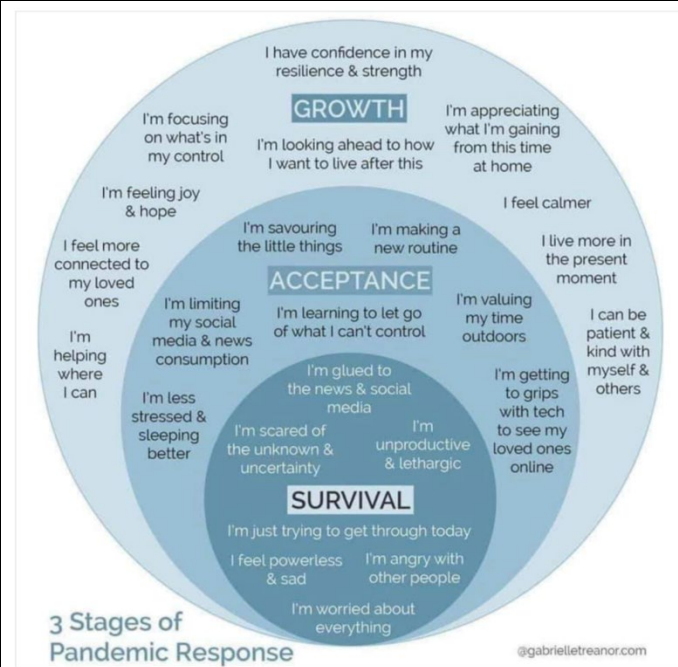 I have confidence in my
resilience & strength
GROWTH
I'm focusing
on what's in
my control
I'm looking ahead to how
I want to live after this
I'm appreciating
what I'm gaining
from this time
at home
I'm feeling joy
& hope
I feel calmer
I feel more
connected to
my loved
ones
I live more in
the present
moment
I'm
helping
where
I can
I can be
patient &
kind with
myself &
others
I'm savouring
the little things
I'm making a
new routine
ACCEPTANCE
I'm limiting
my social
media & news
consumption
I'm learning to let go
of what I can't control
I'm valuing
my time
outdoors
I'm less
stressed &
sleeping
better
I'm getting
to grips
with tech
to see my
loved ones
online
I'm glued to
the news & social
media
I'm scared of
the unknown &
uncertainty
I'm
unproductive
& lethargic
SURVIVAL
I'm just trying to get through today
I feel powerless
& sad
I'm angry with
other people
I'm worried about
everything
3 Stages of
Pandemic Response
@gabrielletreanor.com